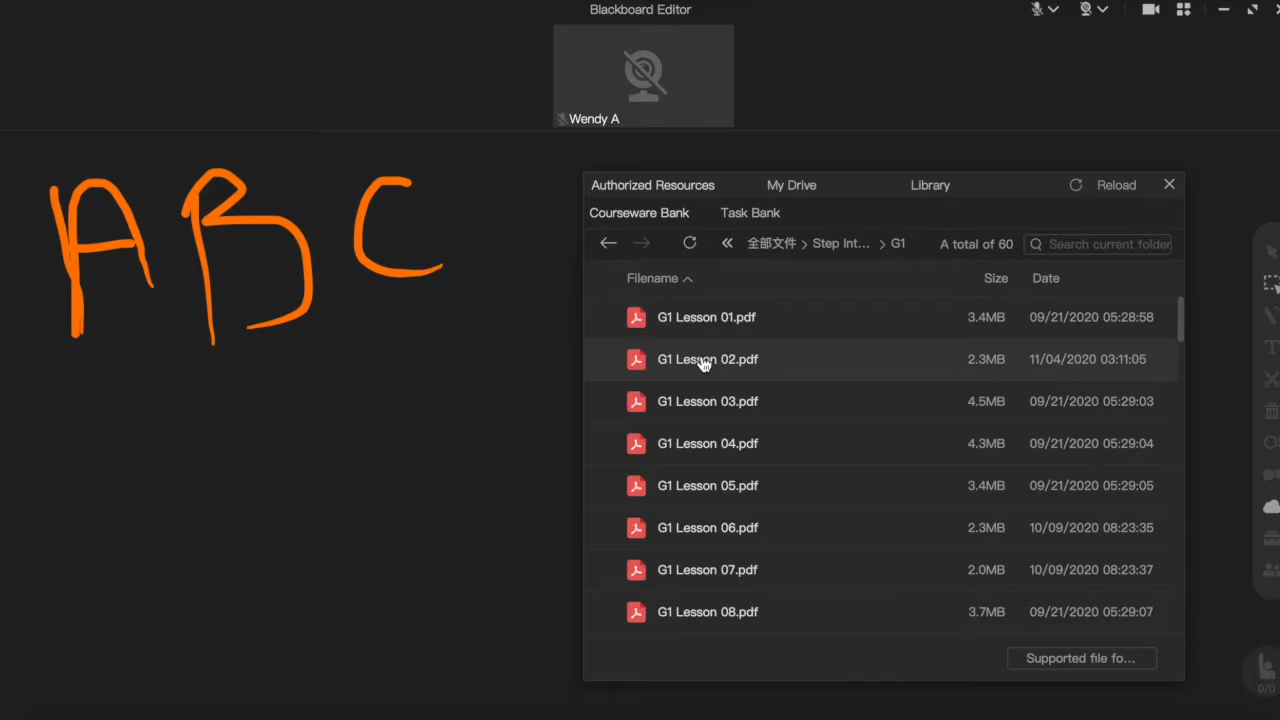 Blackboard Editor
Wendy A
A B C
Authorized Resources My Drive Library Reload
Courseware Bank Task Bank
全部文件 Step Int... G1 A total of 60 Search current folder
Filename Size Date
G1 Lesson 01.pdf 3.4MB 09/21/2020 05:28:58
G1 Lesson 02.pdf 2.3MB 11/04/2020 03:11:05
G1 Lesson 03.pdf 4.5MB 09/21/2020 05:29:03
G1 Lesson 04.pdf 4.3MB 09/21/2020 05:29:04
G1 Lesson 05.pdf 3.4MB 09/21/2020 05:29:05
G1 Lesson 06.pdf 2.3MB 10/09/2020 08:23:35
G1 Lesson 07.pdf 2.0MB 10/09/2020 08:23:37
G1 Lesson 08.pdf 3.7MB 09/21/2020 05:29:07
Supported file fo...
0/0